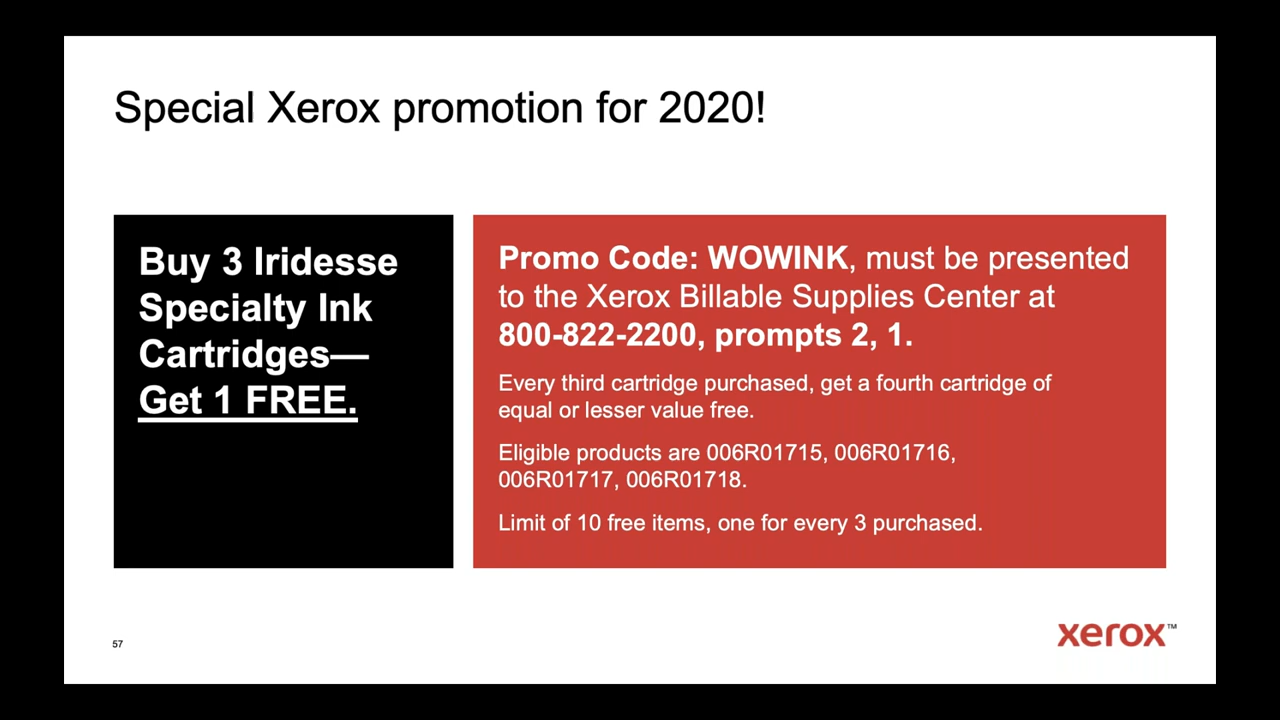 Special Xerox promotion for 2020!
Buy 3 Iridesse
Specialty Ink
Cartridges—
Get 1 FREE.
Promo Code: WOWINK, must be presented
to the Xerox Billable Supplies Center at
800-822-2200, prompts 2, 1.
Every third cartridge purchased, get a fourth cartridge of
equal or lesser value free.
Eligible products are 006R01715, 006R01716,
006R01717, 006R01718.
Limit of 10 free items, one for every 3 purchased.
57
xerox™